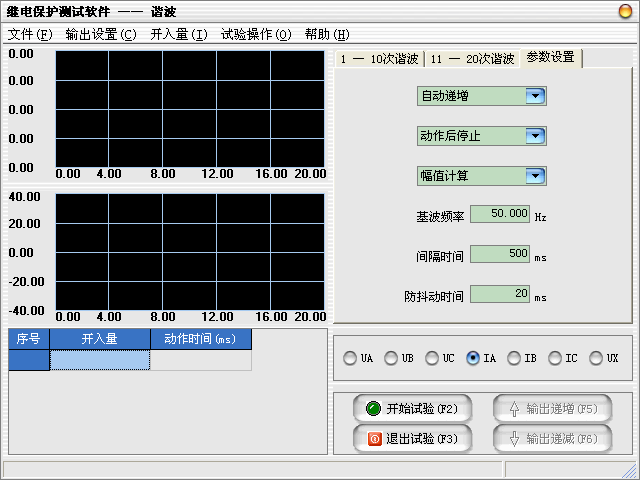 继电保护测试软件 —— 谐波
文件(F) 输出设置(C) 开入量(I) 试验操作(O) 帮助(H)
0.00
0.00
0.00
0.00
0.00
0.00 4.00 8.00 12.00 16.00 20.00
40.00
20.00
0.00
-20.00
-40.00
0.00 4.00 8.00 12.00 16.00 20.00
序号 开入量 动作时间(ms)
1 — 10次谐波 11 — 20次谐波 参数设置
自动递增
动作后停止
幅值计算
基波频率 50.000 Hz
间隔时间 500 ms
防抖动时间 20 ms
UA UB UC IA IB IC UX
开始试验(F2) 输出递增(F5)
退出试验(F3) 输出递减(F6)